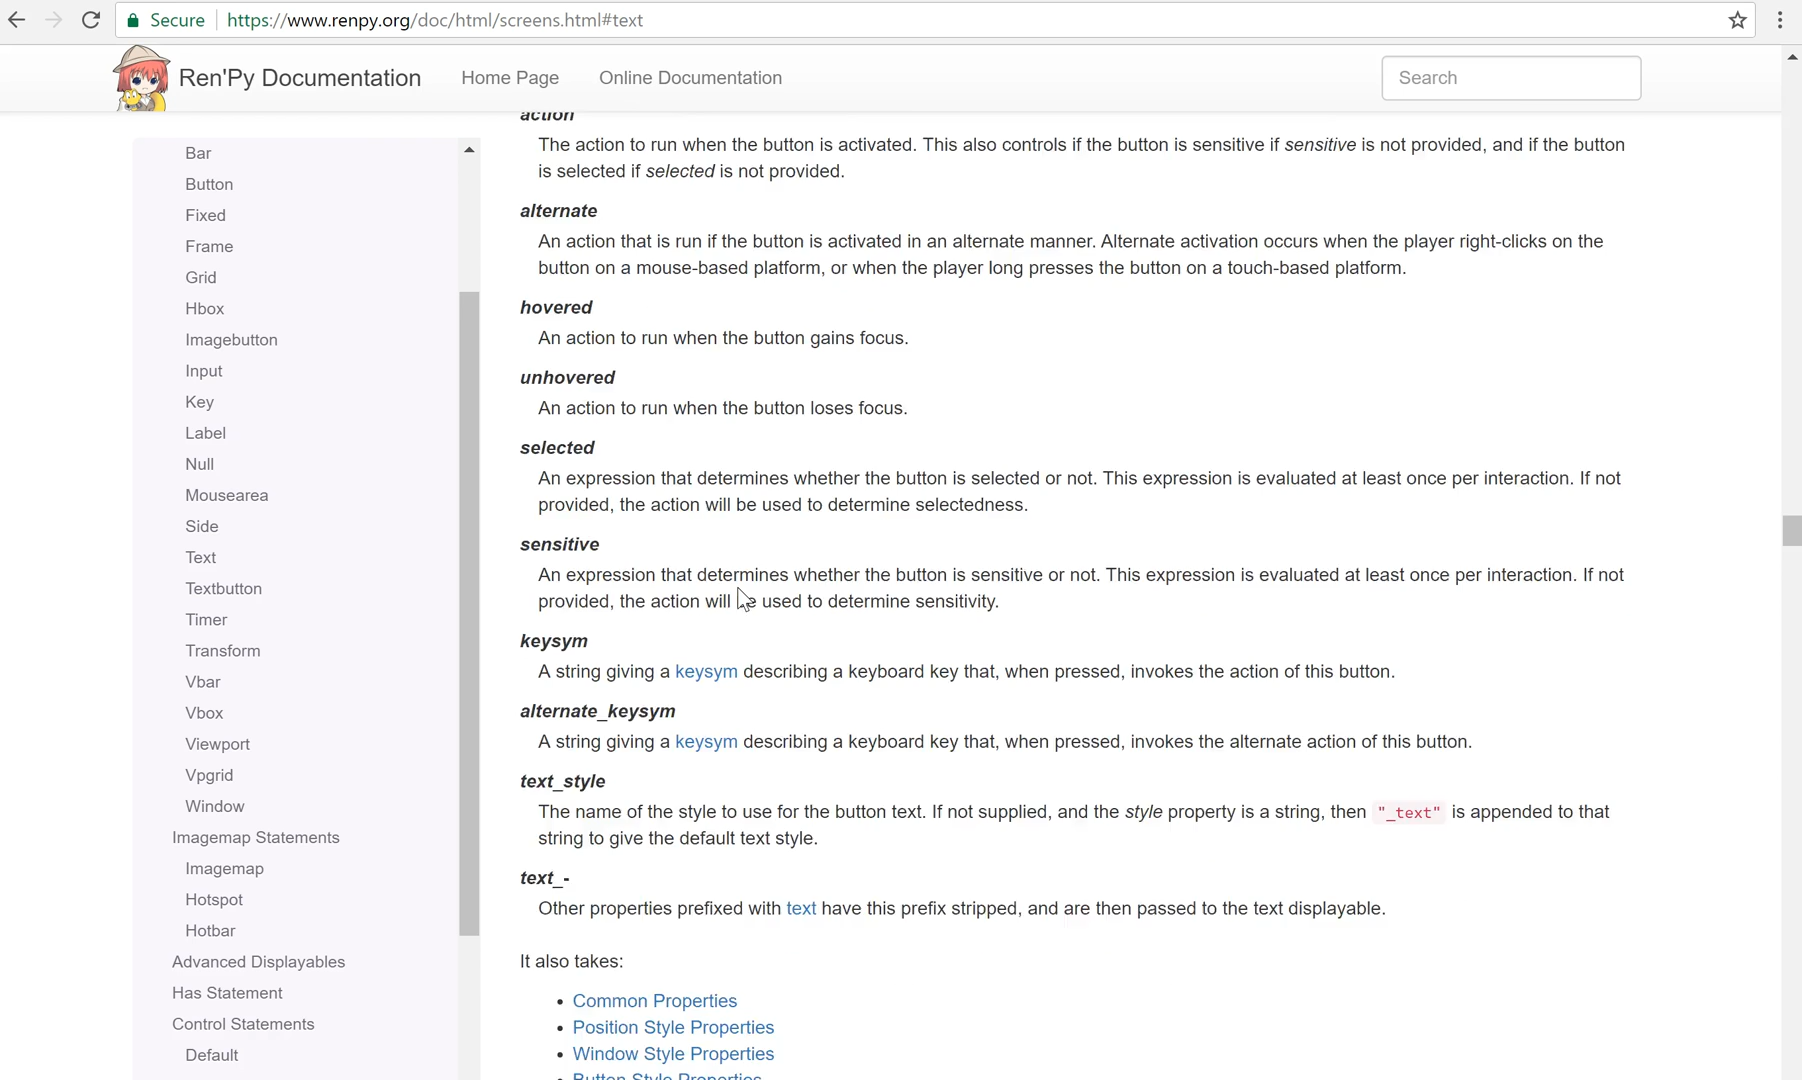 Secure
https://www.renpy.org/doc/html/screens.html#text
Ren'Py Documentation
Home Page
Online Documentation
Search
Bar
Button
Fixed
Frame
Grid
Hbox
Imagebutton
Input
Key
Label
Null
Mousearea
Side
Text
Textbutton
Timer
Transform
Vbar
Vbox
Viewport
Vpgrid
Window
Imagemap Statements
Imagemap
Hotspot
Hotbar
Advanced Displayables
Has Statement
Control Statements
Default
action
The action to run when the button is activated. This also controls if the button is sensitive if sensitive is not provided, and if the button
is selected if selected is not provided.
alternate
An action that is run if the button is activated in an alternate manner. Alternate activation occurs when the player right-clicks on the
button on a mouse-based platform, or when the player long presses the button on a touch-based platform.
hovered
An action to run when the button gains focus.
unhovered
An action to run when the button loses focus.
selected
An expression that determines whether the button is selected or not. This expression is evaluated at least once per interaction. If not
provided, the action will be used to determine selectedness.
sensitive
An expression that determines whether the button is sensitive or not. This expression is evaluated at least once per interaction. If not
provided, the action will be used to determine sensitivity.
keysym
A string giving a keysym describing a keyboard key that, when pressed, invokes the action of this button.
alternate_keysym
A string giving a keysym describing a keyboard key that, when pressed, invokes the alternate action of this button.
text_style
The name of the style to use for the button text. If not supplied, and the style property is a string, then "_text" is appended to that
string to give the default text style.
text_-
Other properties prefixed with text have this prefix stripped, and are then passed to the text displayable.
It also takes:
• Common Properties
• Position Style Properties
• Window Style Properties
• Button Style Properties